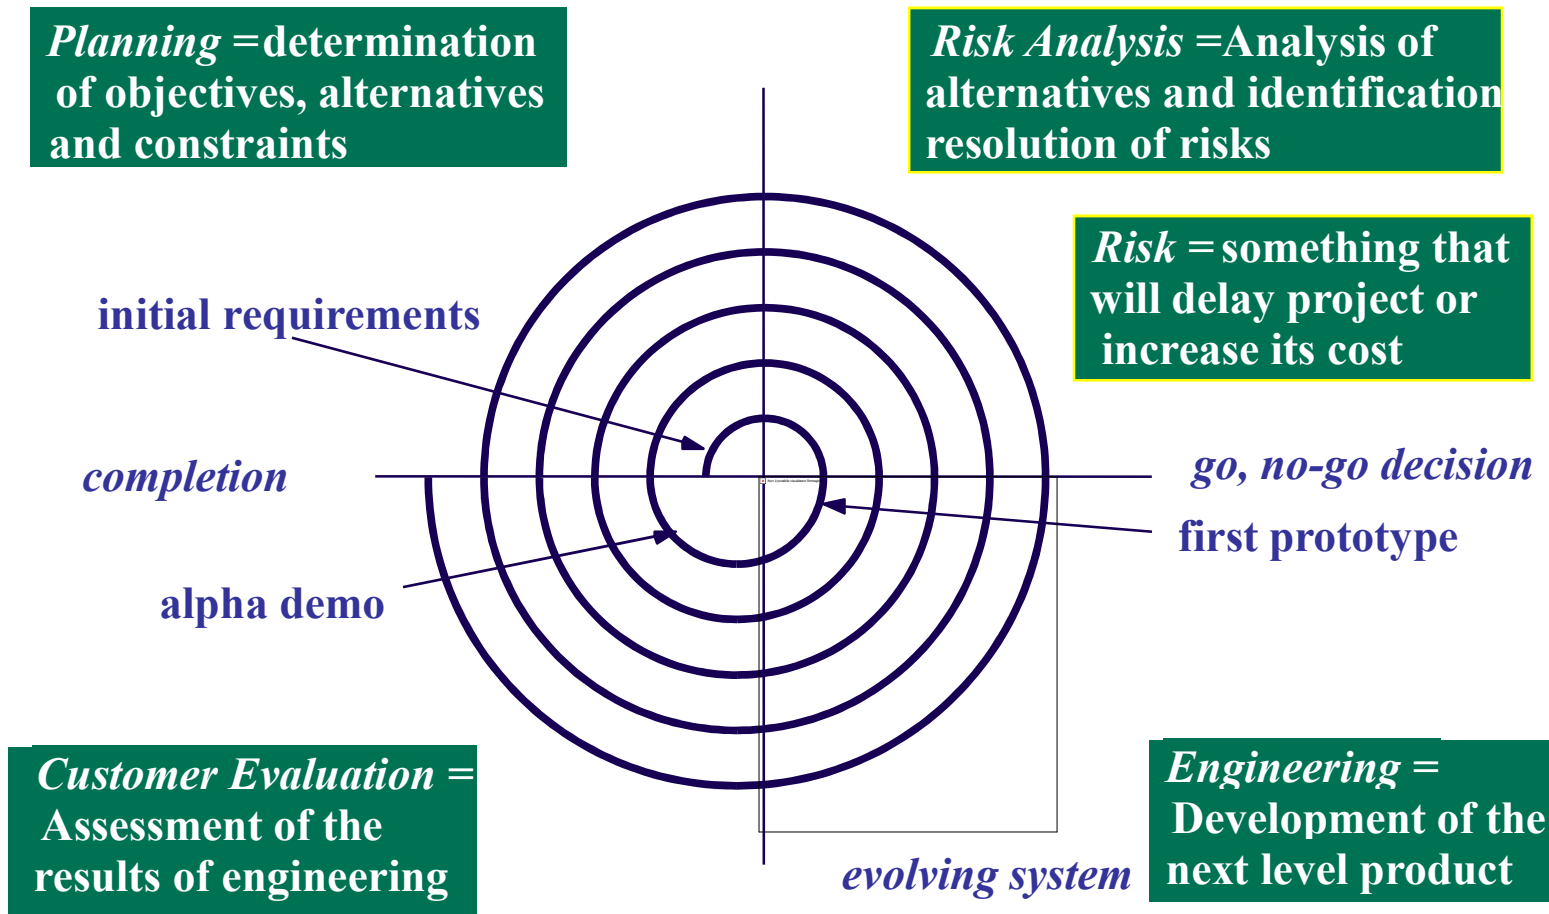 Planning = determination
of objectives, alternatives
and constraints
Risk Analysis =Analysis of
alternatives and identification
resolution of risks
Risk = something that
will delay project or
increase its cost
initial requirements
completion
go, no-go decision
first prototype
alpha demo
Customer Evaluation =
Assessment of the
results of engineering
Engineering =
Development of the
next level product
evolving system